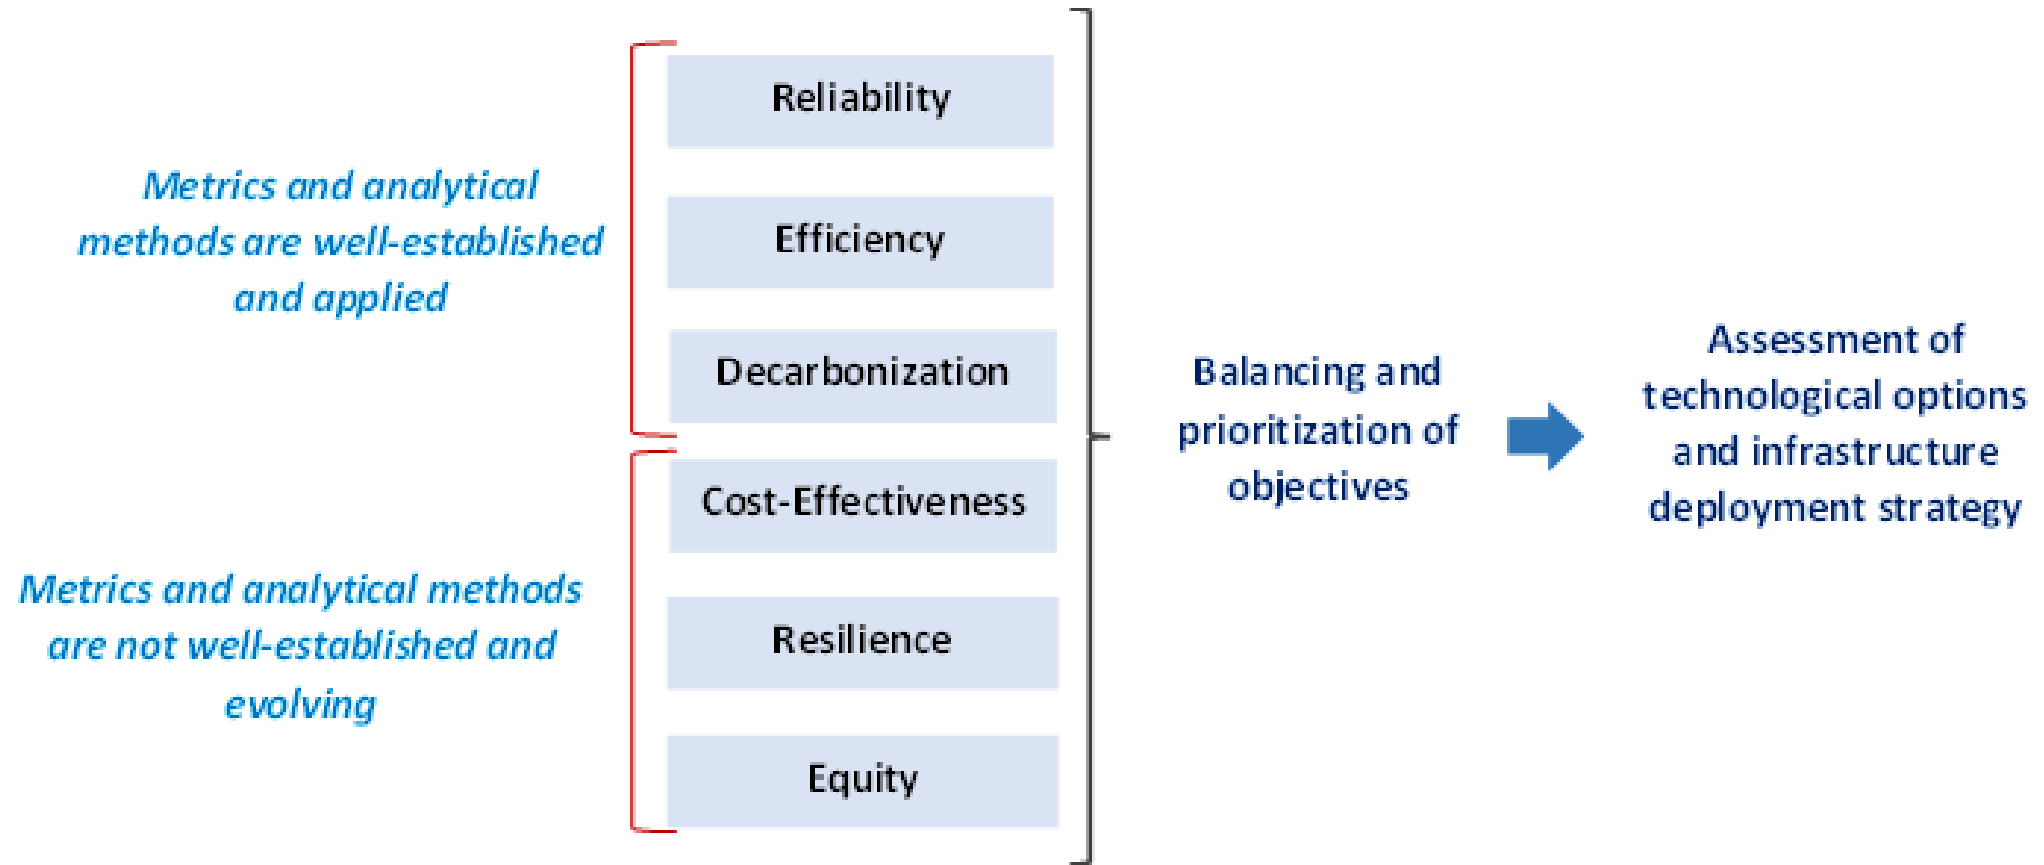 Metrics and analytical
methods are well-established
and applied
Metrics and analytical methods
are not well-established and
evolving
Reliability
Efficiency
Decarbonization
Cost-Effectiveness
Resilience
Equity
Balancing and
prioritization of
objectives
Assessment of
technological options
and infrastructure
deployment strategy